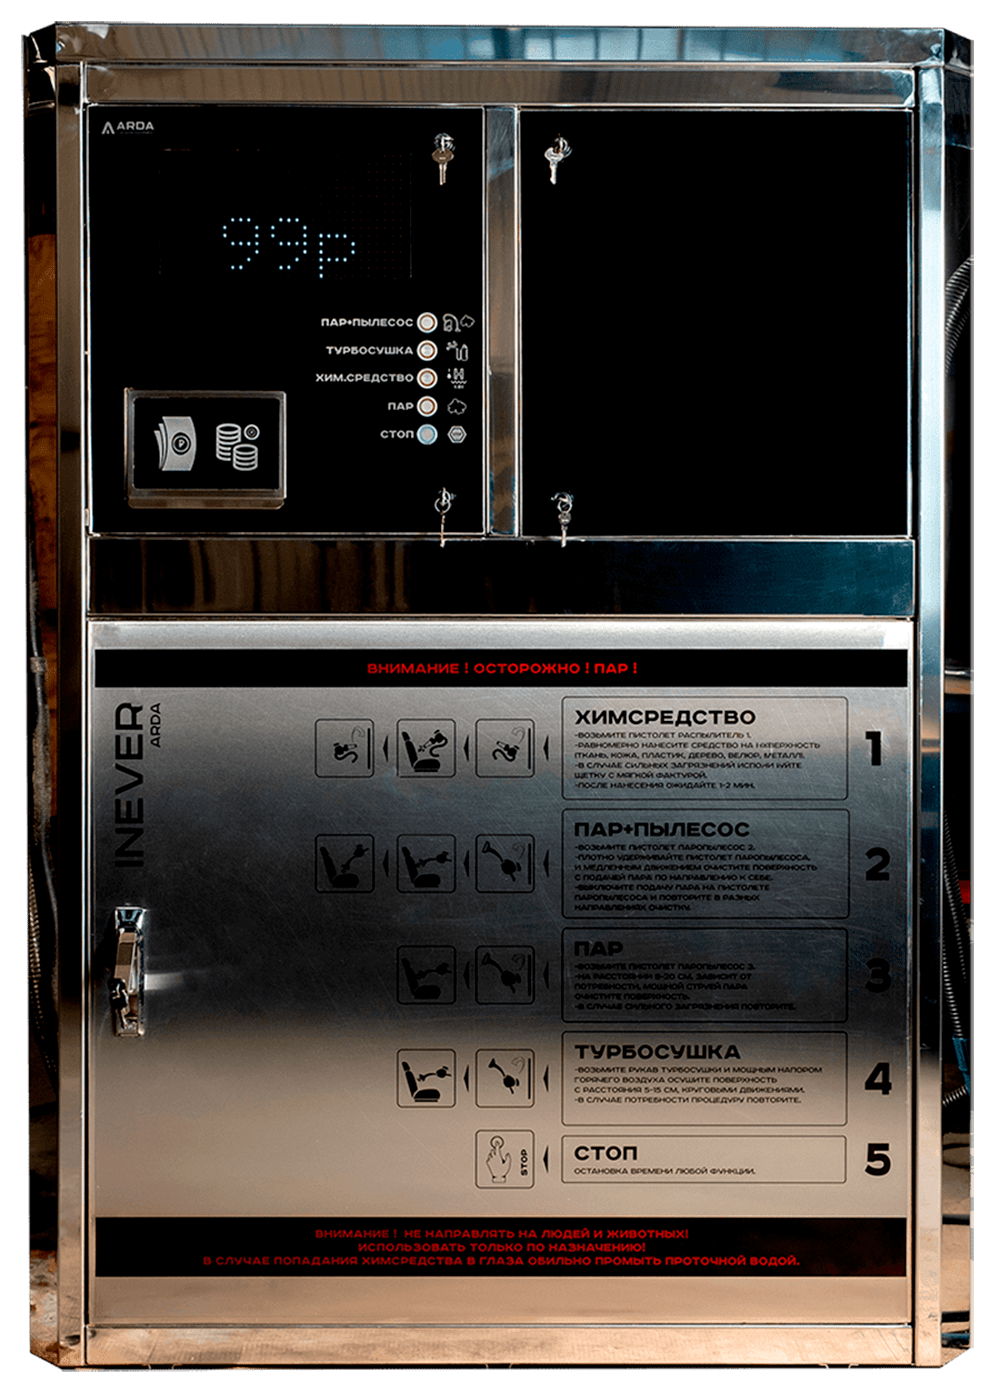 ARDA
99р
ПАР+ПЫЛЕСОС
ТУРБОСУШКА
ХИМ.СРЕДСТВО
ПАР
СТОП
ВНИМАНИЕ ! ОСТОРОЖНО ! ПАР !
INEVER
ARDA
ХИМСРЕДСТВО
1
-ВОЗЬМИТЕ ПИСТОЛЕТ РАСПЫЛИТЕЛЬ 1.
-РАВНОМЕРНО НАНЕСИТЕ СРЕДСТВО НА ПОВЕРХНОСТЬ
(ТКАНЬ, КОЖА, ПЛАСТИК, ДЕРЕВО, ВЕЛЮР, МЕТАЛЛ).
-В СЛУЧАЕ СИЛЬНЫХ ЗАГРЯЗНЕНИЙ ИСПОЛЬЗУЙТЕ
ЩЕТКУ С МЯГКОЙ ФАКТУРОЙ.
-ПОСЛЕ НАНЕСЕНИЯ ОЖИДАЙТЕ 1-2 МИН.
ПАР+ПЫЛЕСОС
2
-ВОЗЬМИТЕ ПИСТОЛЕТ ПАРОПЫЛЕСОС 2.
-ПЛОТНО УДЕРЖИВАЙТЕ ПИСТОЛЕТ ПАРОПЫЛЕСОСА,
И МЕДЛЕННЫМ ДВИЖЕНИЕМ ОЧИСТИТЕ ПОВЕРХНОСТЬ
С ПОДАЧЕЙ ПАРА ПО НАПРАВЛЕНИЮ К СЕБЕ.
-ВЫКЛЮЧИТЕ ПОДАЧУ ПАРА НА ПИСТОЛЕТЕ
ПАРОПЫЛЕСОСА И ПОВТОРИТЕ В РАЗНЫХ
НАПРАВЛЕНИЯХ ОЧИСТКУ.
ПАР
3
-ВОЗЬМИТЕ ПИСТОЛЕТ ПАРОПЫЛЕСОС 3.
-НА РАССТОЯНИИ 5-20 СМ, ЗАВИСИТ ОТ
ПОТРЕБНОСТИ, МОЩНОЙ СТРУЕЙ ПАРА
ОЧИСТИТЕ ПОВЕРХНОСТЬ.
-В СЛУЧАЕ СИЛЬНОГО ЗАГРЯЗНЕНИЯ ПОВТОРИТЕ.
ТУРБОСУШКА
4
-ВОЗЬМИТЕ РУКАВ ТУРБОСУШКИ И МОЩНЫМ НАПОРОМ
ГОРЯЧЕГО ВОЗДУХА ОСУШИТЕ ПОВЕРХНОСТЬ
С РАССТОЯНИЯ 5-15 СМ, КРУГОВЫМИ ДВИЖЕНИЯМИ.
-В СЛУЧАЕ ПОТРЕБНОСТИ ПРОЦЕДУРУ ПОВТОРИТЕ.
STOP
СТОП
5
ОСТАНОВКА ВРЕМЕНИ ЛЮБОЙ ФУНКЦИИ.
ВНИМАНИЕ ! НЕ НАПРАВЛЯТЬ НА ЛЮДЕЙ И ЖИВОТНЫХ!
ИСПОЛЬЗОВАТЬ ТОЛЬКО ПО НАЗНАЧЕНИЮ!
В СЛУЧАЕ ПОПАДАНИЯ ХИМСРЕДСТВА В ГЛАЗА ОБИЛЬНО ПРОМЫТЬ ПРОТОЧНОЙ ВОДОЙ.